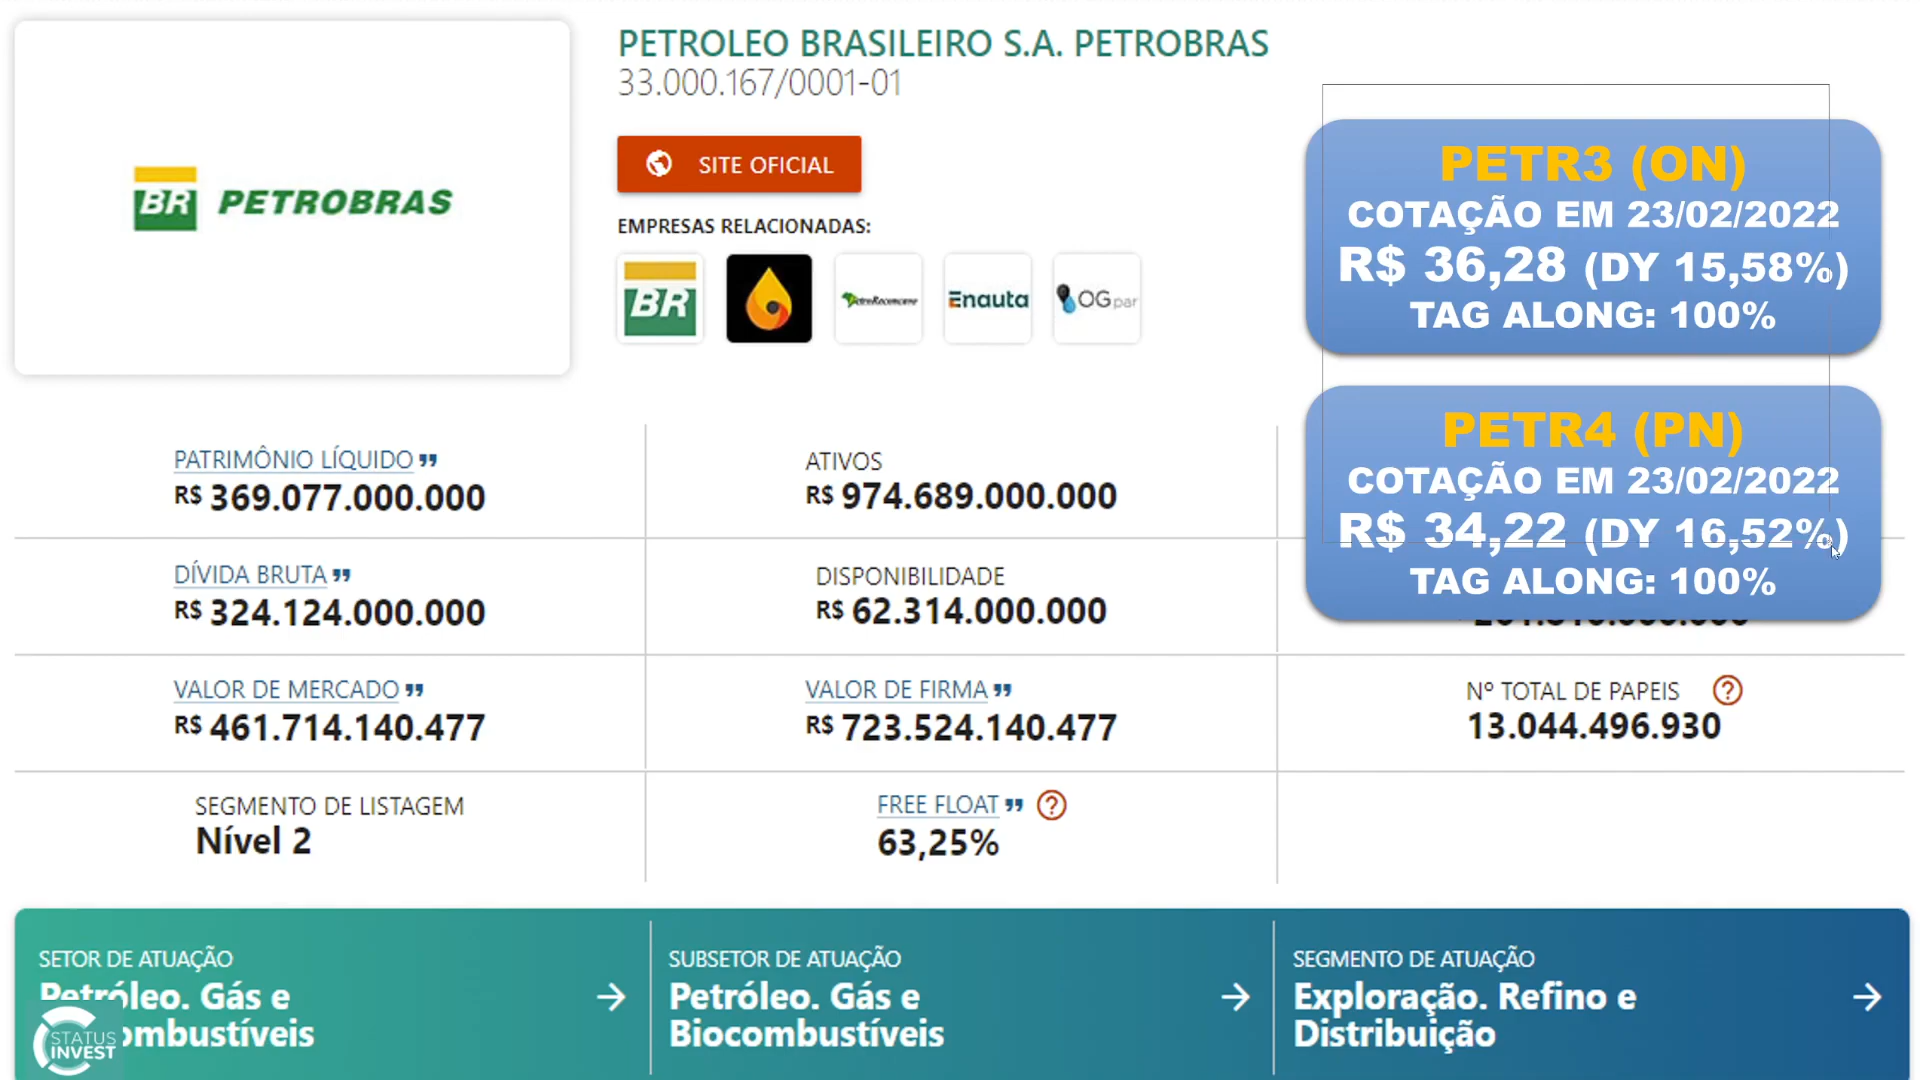 PETROLEO BRASILEIRO S.A. PETROBRAS
33.000.167/0001-01
BR PETROBRAS
SITE OFICIAL
EMPRESAS RELACIONADAS:
BR
PetroReconcavo
Enauta
OGpar
PETR3 (ON)
COTAÇÃO EM 23/02/2022
R$ 36,28 (DY 15,58%)
TAG ALONG: 100%
PETR4 (PN)
COTAÇÃO EM 23/02/2022
R$ 34,22 (DY 16,52%)
TAG ALONG: 100%
PATRIMÔNIO LÍQUIDO
R$ 369.077.000.000
ATIVOS
R$ 974.689.000.000
DÍVIDA BRUTA
R$ 324.124.000.000
DISPONIBILIDADE
R$ 62.314.000.000
VALOR DE MERCADO
R$ 461.714.140.477
VALOR DE FIRMA
R$ 723.524.140.477
Nº TOTAL DE PAPEIS
13.044.496.930
SEGMENTO DE LISTAGEM
Nível 2
FREE FLOAT
63,25%
SETOR DE ATUAÇÃO
Petróleo. Gás e
ombustíveis
SUBSETOR DE ATUAÇÃO
Petróleo. Gás e
Biocombustíveis
SEGMENTO DE ATUAÇÃO
Exploração. Refino e
Distribuição
STATUS
INVEST